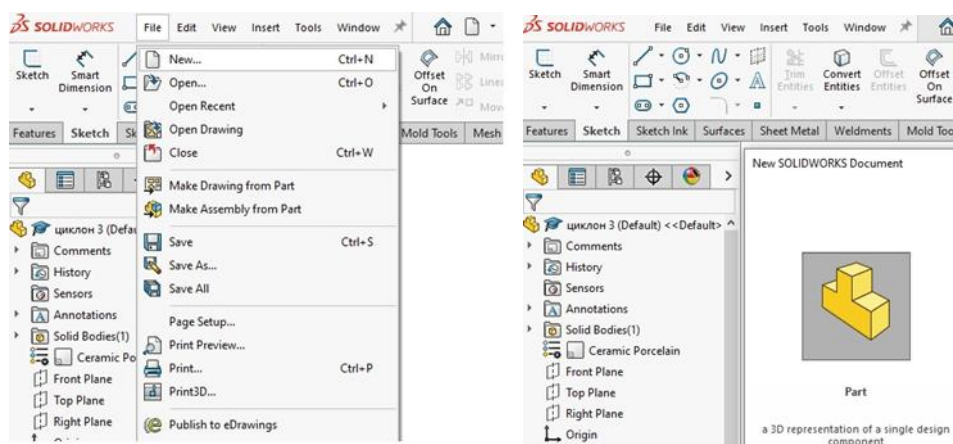 SOLIDWORKS File Edit View Insert Tools Window
Sketch Smart Dimension
Offset On Surface
Features Sketch Sk
Mold Tools Mesh
New... Ctrl+N
Open... Ctrl+O
Open Recent
Open Drawing
Close Ctrl+W
Make Drawing from Part
Make Assembly from Part
Save Ctrl+S
Save As...
Save All
Page Setup...
Print Preview...
Print... Ctrl+P
Print3D...
Publish to eDrawings
циклон 3 (Defau
Comments
History
Sensors
Annotations
Solid Bodies(1)
Ceramic Po
Front Plane
Top Plane
Right Plane
SOLIDWORKS File Edit View Insert Tools Window
Sketch Smart Dimension
Trim Entities Convert Entities Offset Entities Offset On Surface
Features Sketch Sketch Ink Surfaces Sheet Metal Weldments Mold Too
циклон 3 (Default) <<Default>
Comments
History
Sensors
Annotations
Solid Bodies(1)
Ceramic Porcelain
Front Plane
Top Plane
Right Plane
Origin
New SOLIDWORKS Document
Part
a 3D representation of a single design
component